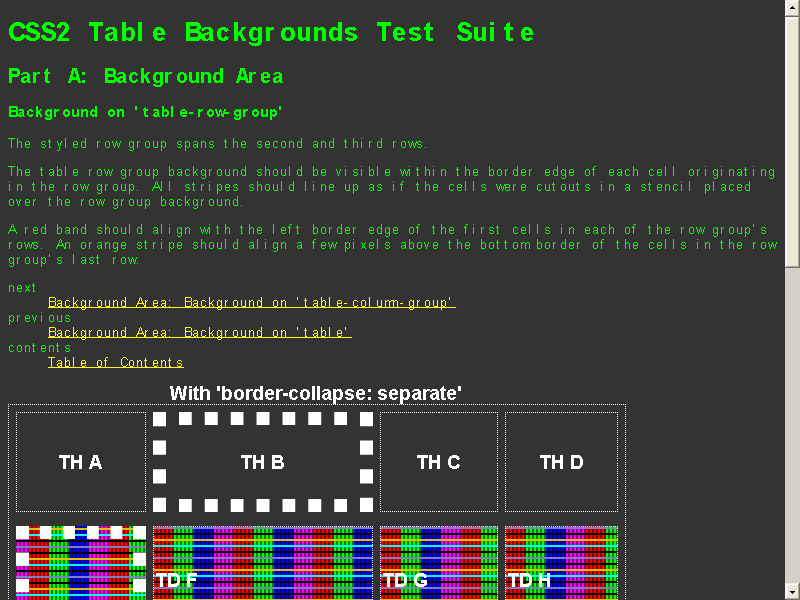 CSS2 Table Backgrounds Test Suite
Part A: Background Area
Background on 'table-row-group'
The styled row group spans the second and third rows.
The table row group background should be visible within the border edge of each cell originating
in the row group. All stripes should line up as if the cells were cutouts in a stencil placed
over the row group background.
A red band should align with the left border edge of the first cells in each of the row group's
rows. An orange stripe should align a few pixels above the bottom border of the cells in the row
group's last row.
next
Background Area: Background on 'table-column-group'
previous
Background Area: Background on 'table'
contents
Table of Contents
With 'border-collapse: separate'
TH A TH B TH C TH D
TD F TD G TD H